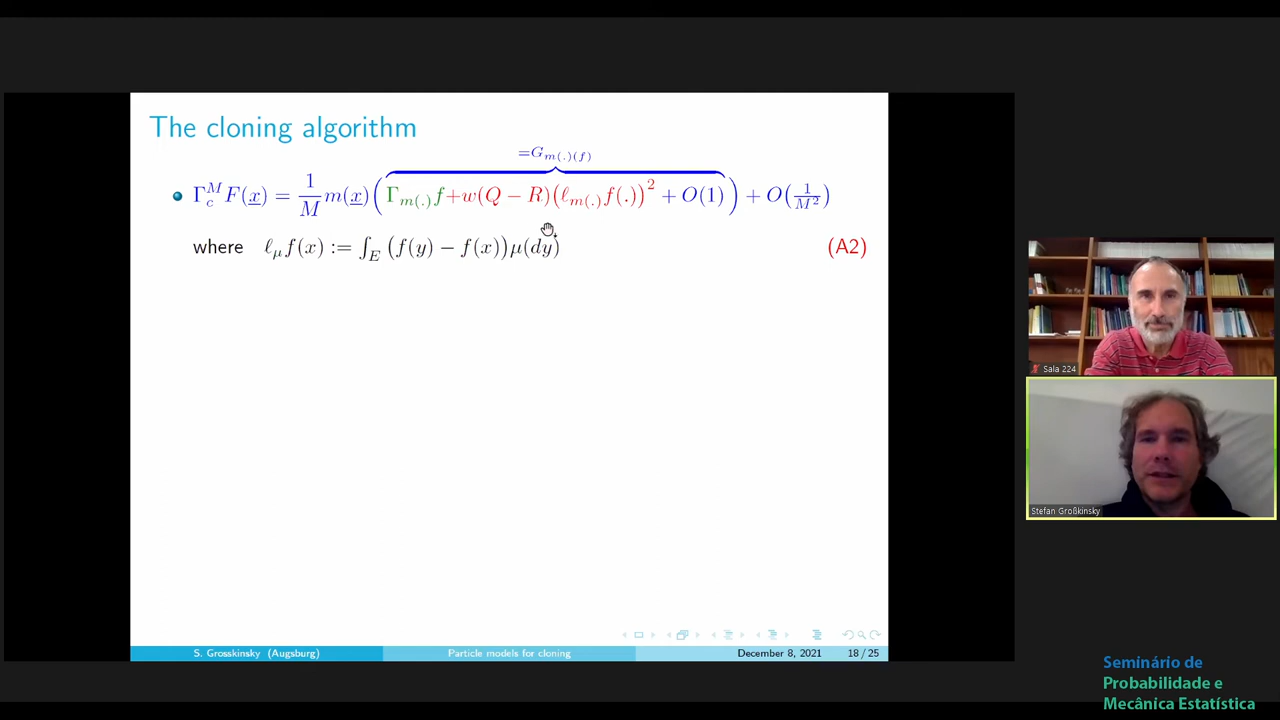 The cloning algorithm
=G_{m(.)(f)}
Γ_c^M F(x) = 1/M m(x)(Γ_{m(.)}f+w(Q − R)(ℓ_{m(.)}f(.))^2 + O(1)) + O(1/M^2)
where ℓ_μ f(x) := ∫_E (f(y) − f(x))μ(dy) (A2)
S. Grosskinsky (Augsburg) Particle models for cloning December 8, 2021 18 / 25
Sala 224
Stefan Großkinsky
Seminário de
Probabilidade e
Mecânica Estatística